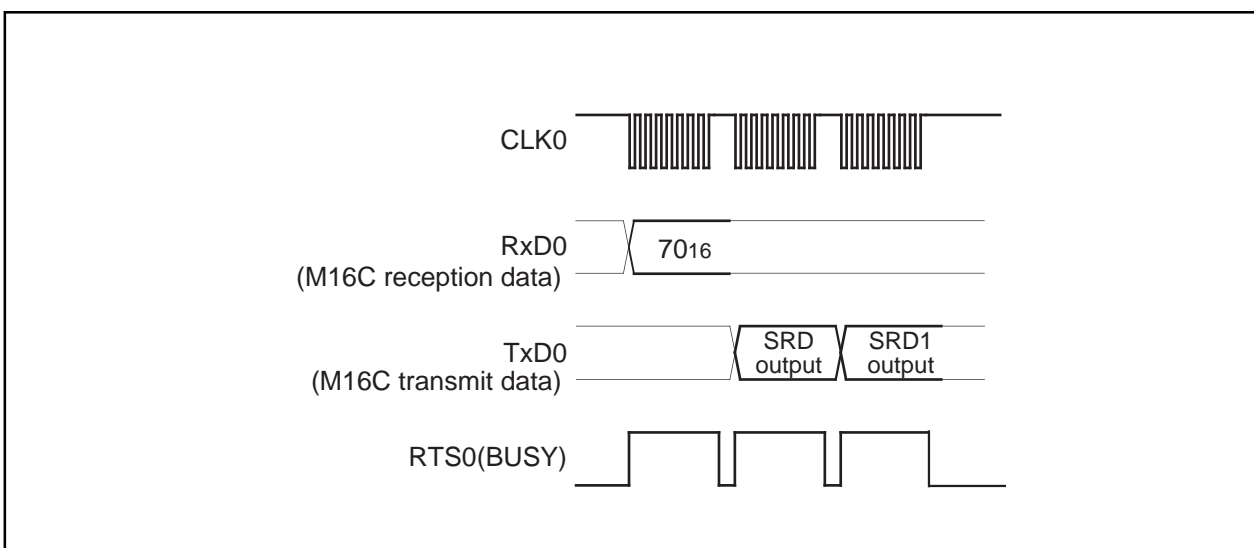 CLK0
RxD0
(M16C reception data)
7016
TxD0
(M16C transmit data)
SRD
output
SRD1
output
RTS0(BUSY)